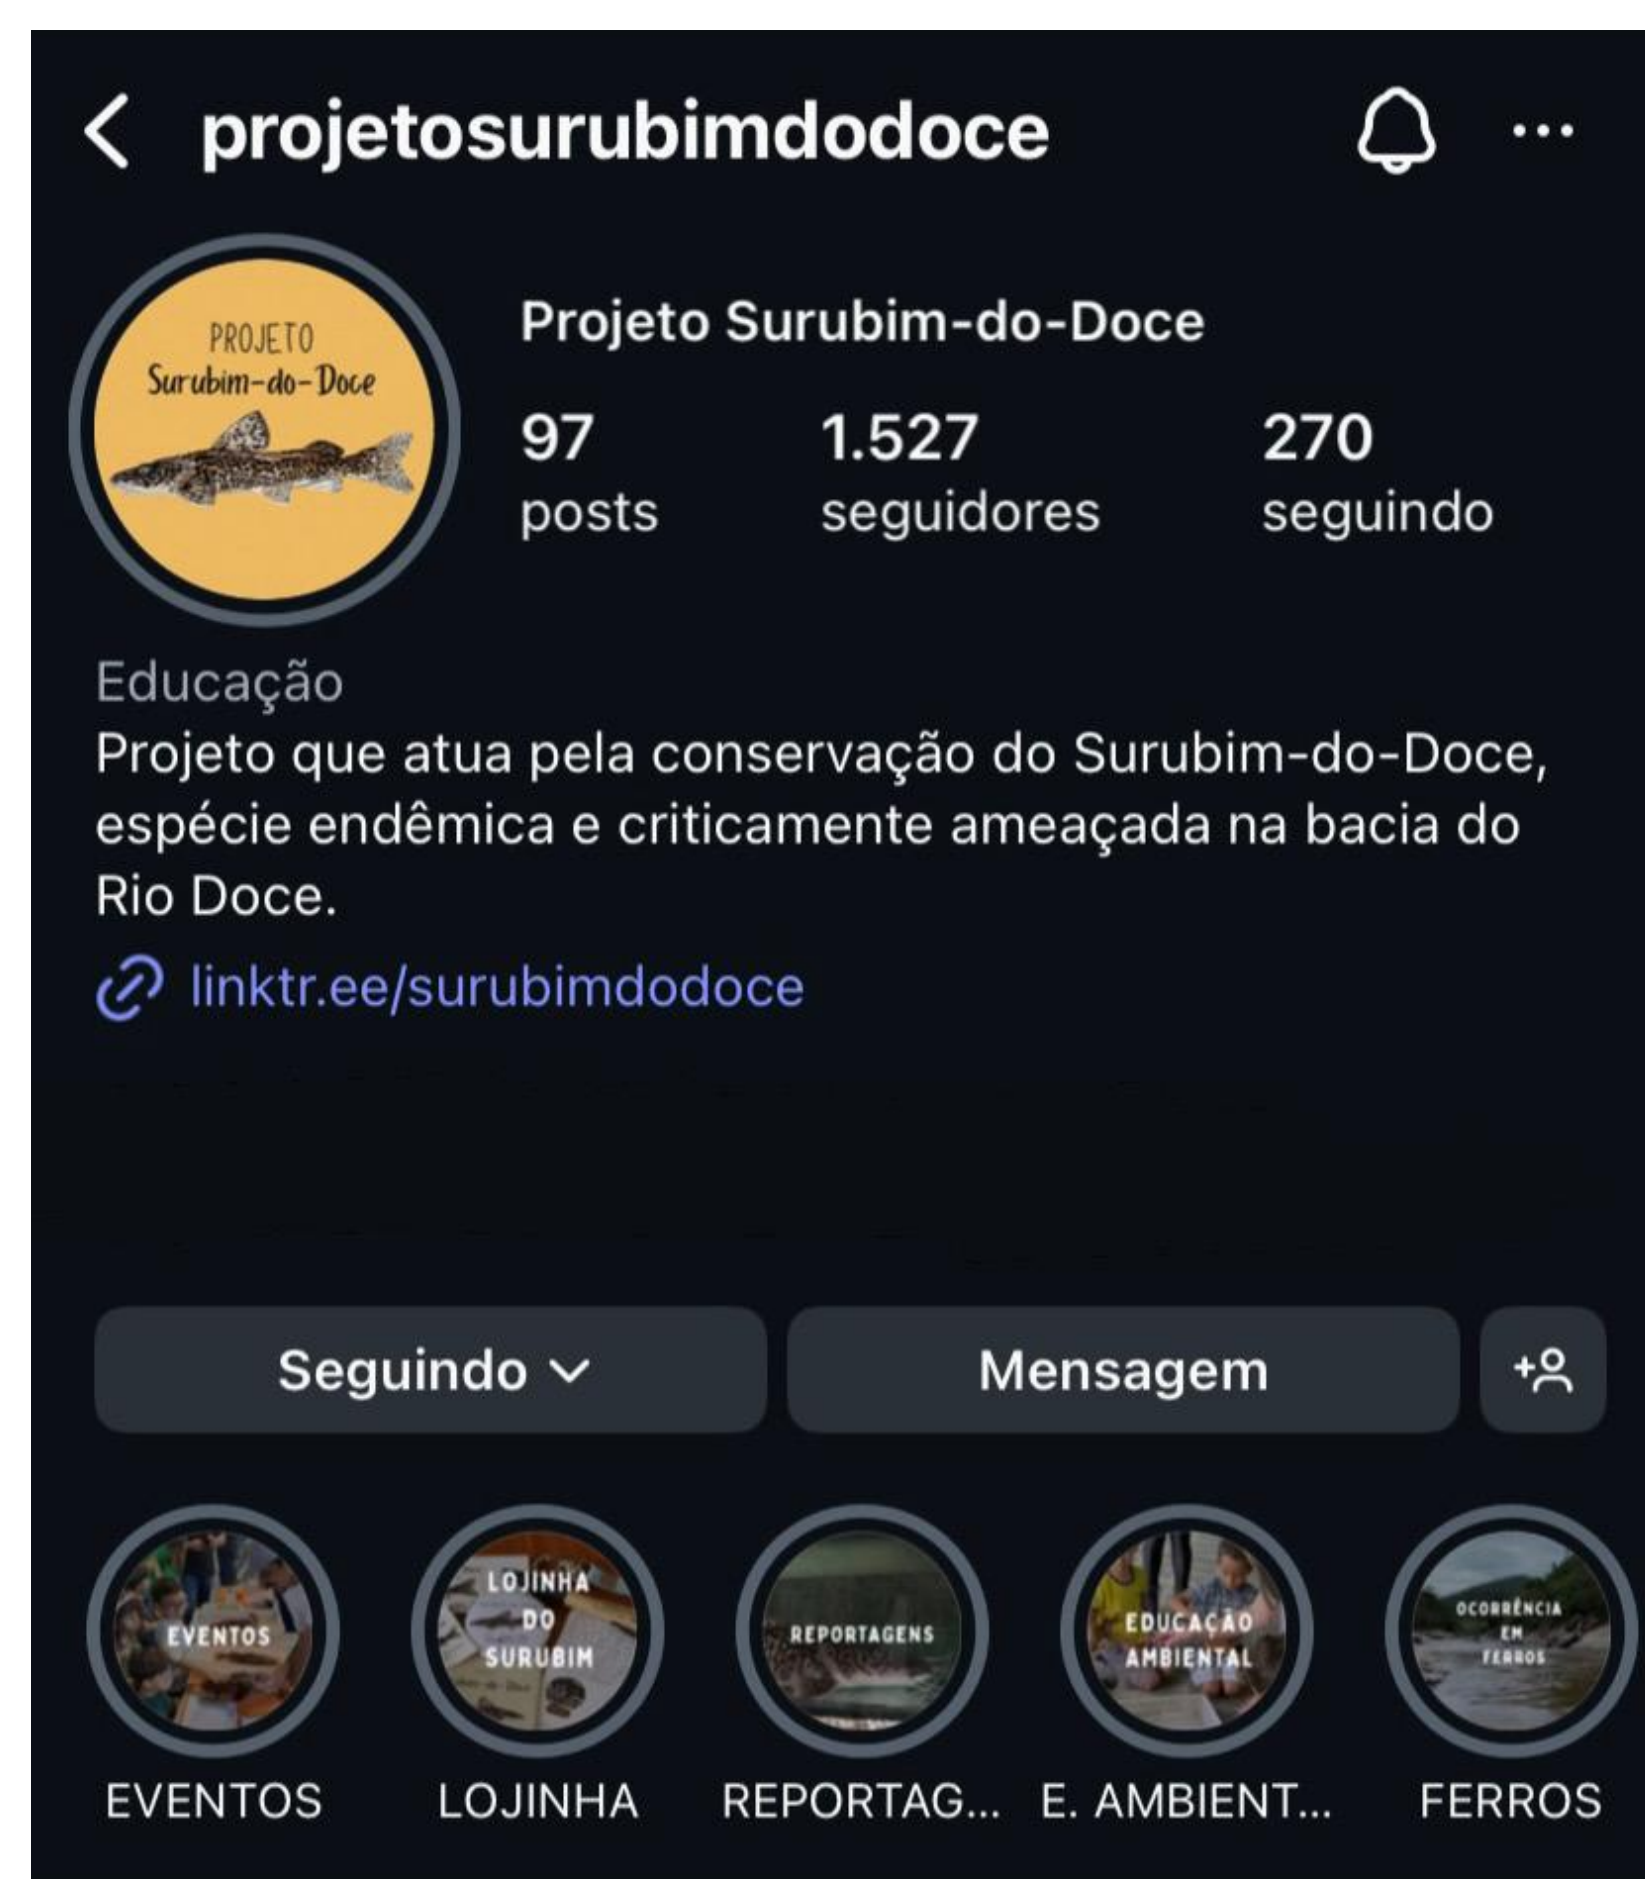 projetosurubimdodoce
PROJETO
Surubim-do-Doce
Projeto Surubim-do-Doce
97 1.527 270
posts seguidores seguindo
Educação
Projeto que atua pela conservação do Surubim-do-Doce,
espécie endêmica e criticamente ameaçada na bacia do
Rio Doce.
linktr.ee/surubimdodoce
Seguindo Mensagem
EVENTOS
LOJINHA
DO
SURUBIM
REPORTAGENS
EDUCAÇÃO
AMBIENTAL
OCORRÊNCIA
EM
FERROS
EVENTOS LOJINHA REPORTAG... E. AMBIENT... FERROS